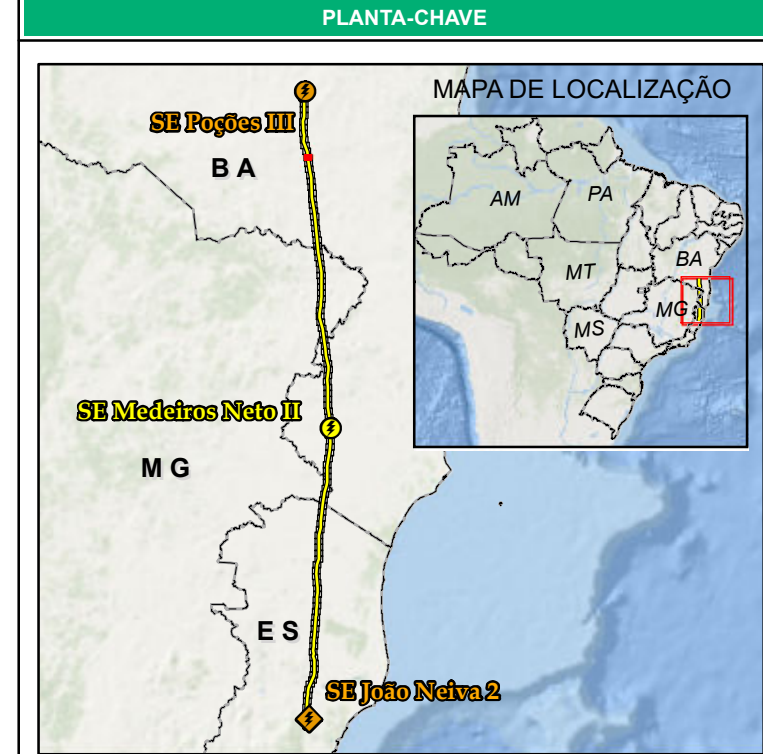 PLANTA-CHAVE
MAPA DE LOCALIZAÇÃO
SE Poções III
B A
AM
PA
BA
MT
MG
MS
SE Medeiros Neto II
M G
E S
SE João Neiva 2